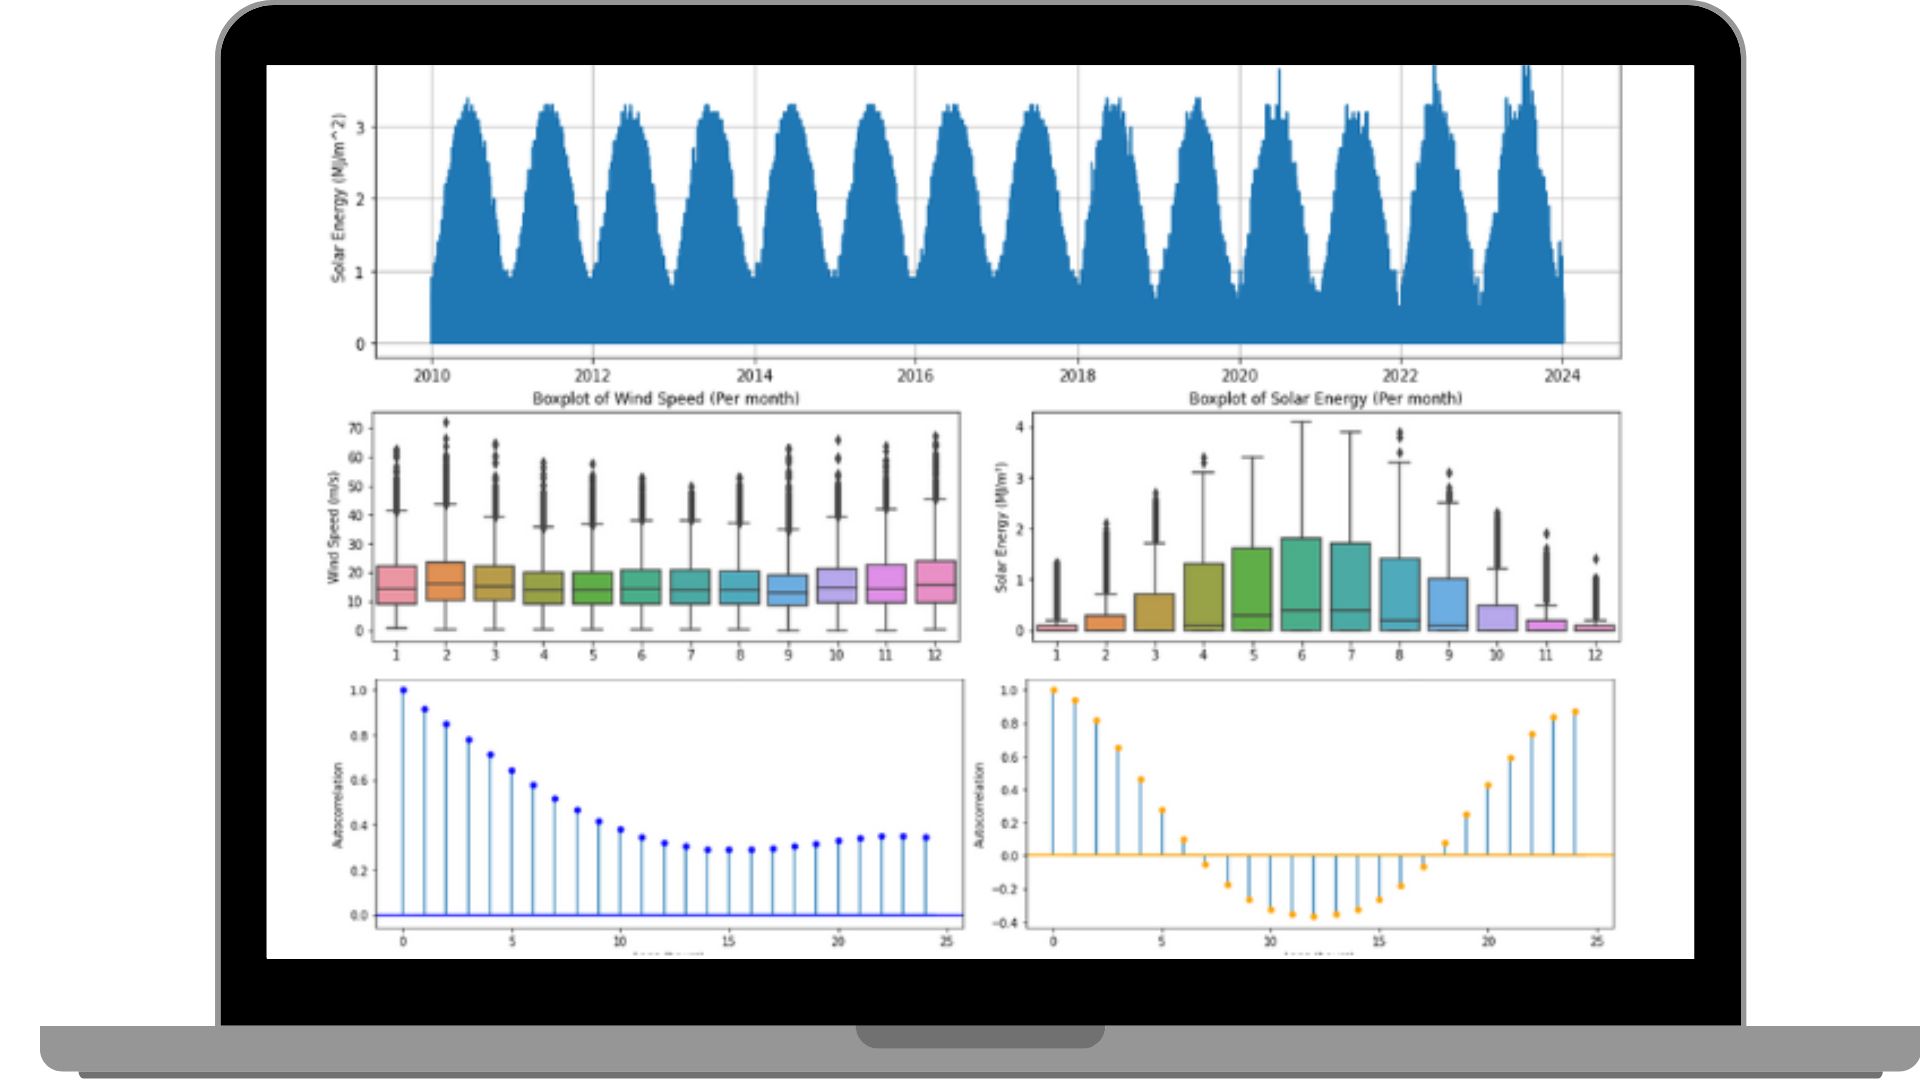 Solar Energy (MJ/m^2)
3
2
1
0
2010 2012 2014 2016 2018 2020 2022 2024
Boxplot of Wind Speed (Per month)
Wind Speed (m/s)
70
60
50
40
30
20
10
0
1 2 3 4 5 6 7 8 9 10 11 12
Boxplot of Solar Energy (Per month)
Solar Energy (MJ/m²)
4
3
2
1
0
1 2 3 4 5 6 7 8 9 10 11 12
Autocorrelation
1.0
0.8
0.6
0.4
0.2
0.0
0 5 10 15 20 25
Autocorrelation
1.0
0.8
0.6
0.4
0.2
0.0
−0.2
−0.4
0 5 10 15 20 25